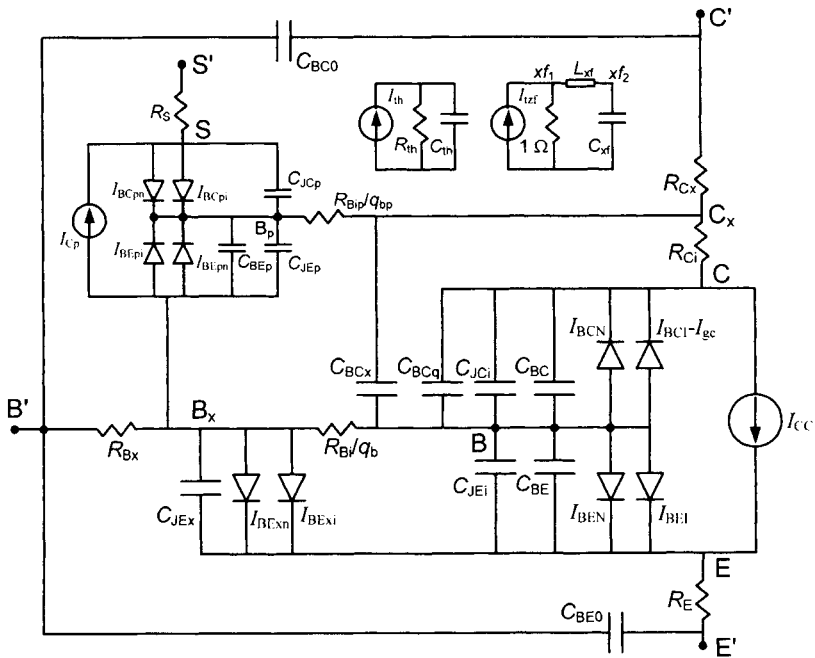 C'
C_BC0
S'
R_S
S
I_th
R_th
C_th
I_tzf
xf_1
L_xf
xf_2
1 Ω
C_xf
R_Cx
I_BCpn
I_BCpi
C_JCp
B_p
R_Bip/q_bp
C_x
I_Cp
I_BEpi
I_BEpn
C_BEp
C_JEp
R_Ci
C
C_BCx
C_BCq
C_JCi
C_BC
I_BCN
I_BCI-I_gc
I_CC
B'
R_Bx
B_x
R_Bi/q_b
B
C_JEx
I_BExn
I_BExi
C_JEi
C_BE
I_BEN
I_BEI
E
R_E
C_BE0
E'